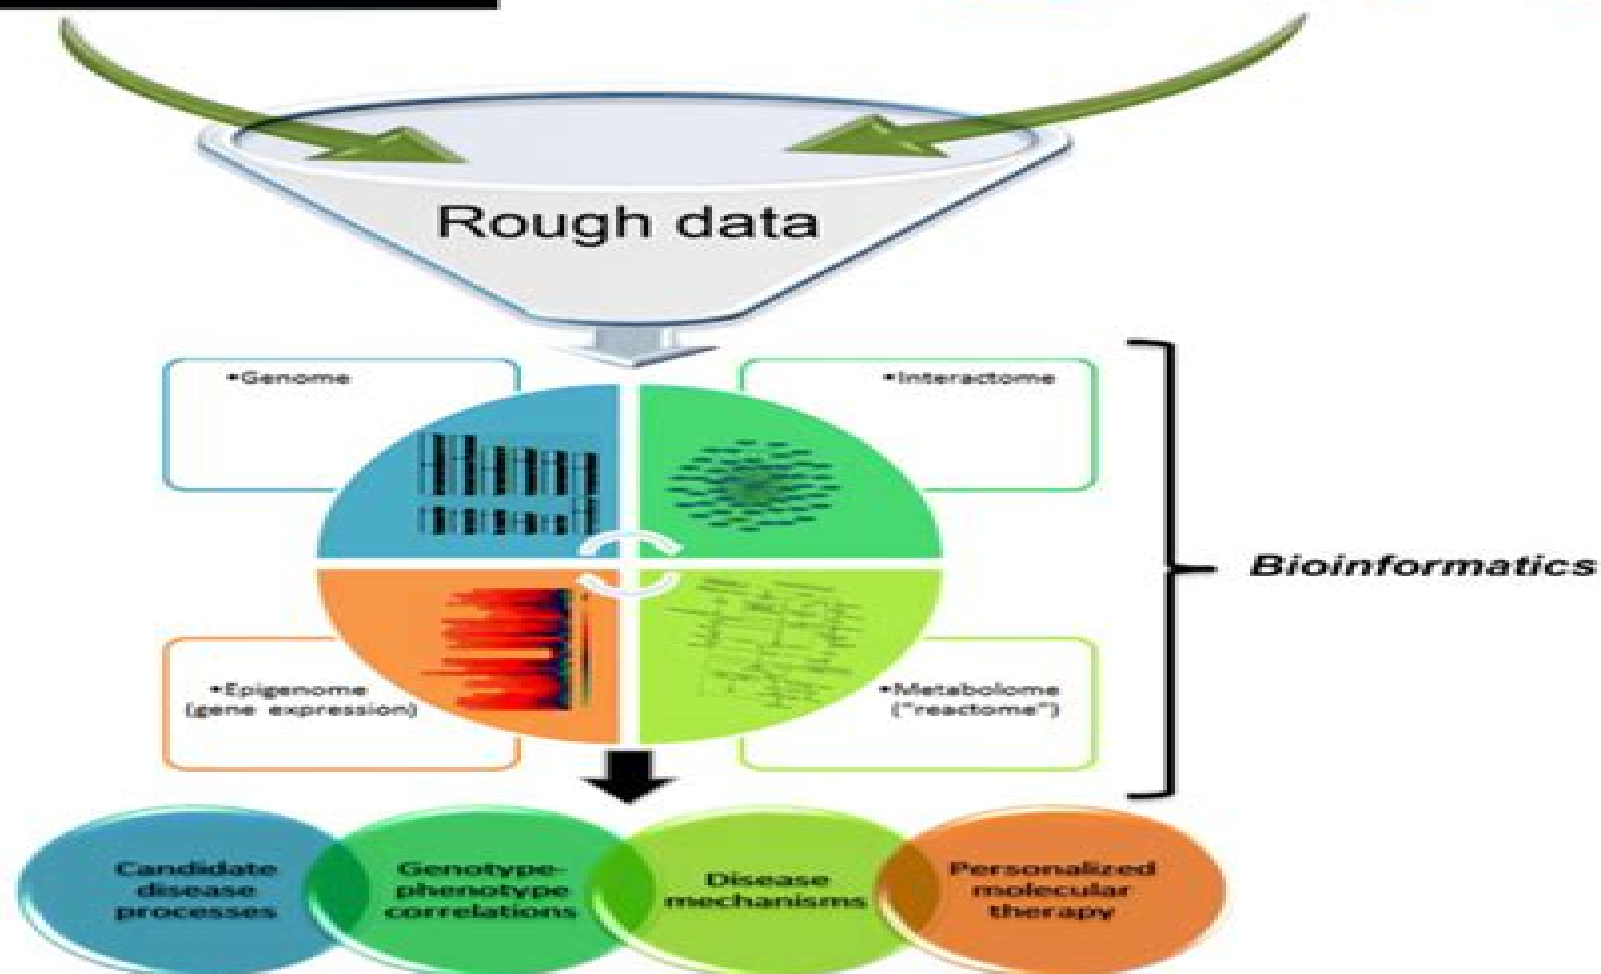 Rough data
•Genome
•Interactome
Bioinformatics
•Epigenome
(gene expression)
•Metabolome
("reactome")
Candidate
disease
processes
Genotype-
phenotype
correlations
Disease
mechanisms
Personalized
molecular
therapy